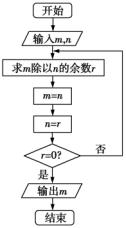 开始
输入m,n
求m除以n的余数r
m=n
n=r
r=0?
否
是
输出m
结束